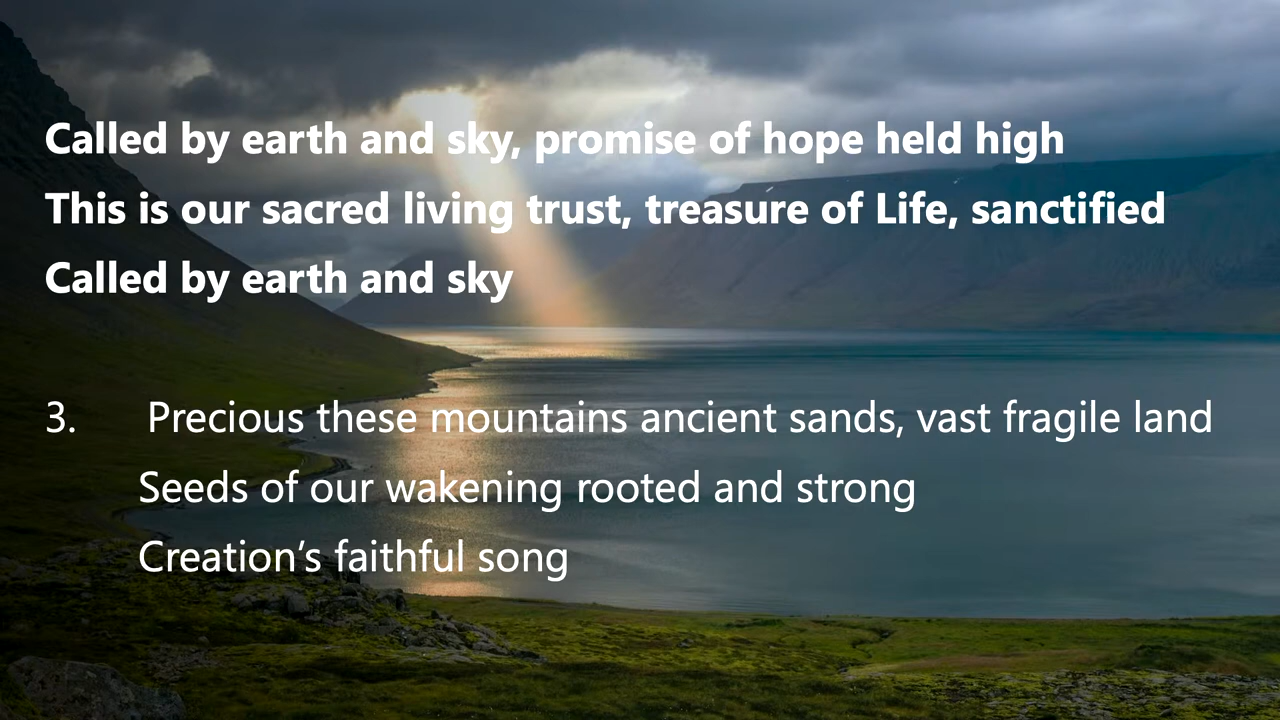 Called by earth and sky, promise of hope held high
This is our sacred living trust, treasure of Life, sanctified
Called by earth and sky
3. Precious these mountains ancient sands, vast fragile land
Seeds of our wakening rooted and strong
Creation’s faithful song